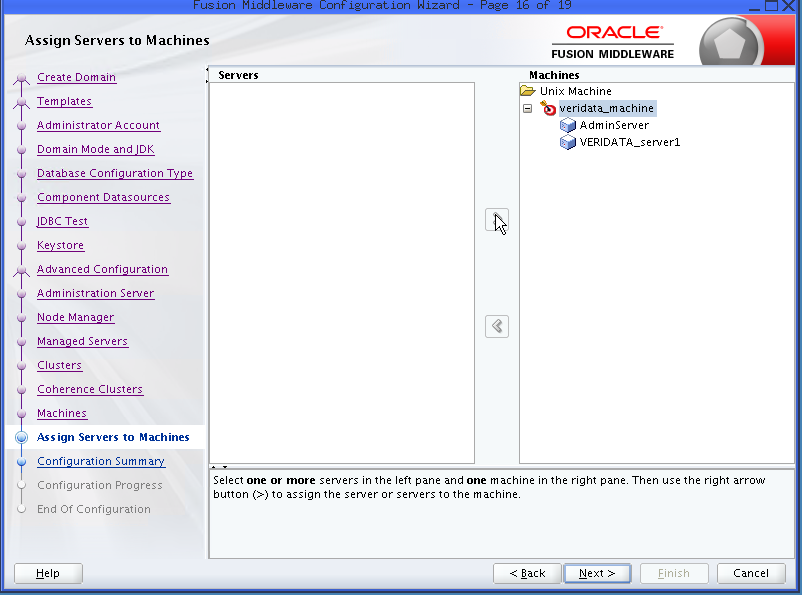 Fusion Middleware Configuration Wizard - Page 16 of 19
Assign Servers to Machines
ORACLE
FUSION MIDDLEWARE
Create Domain
Templates
Administrator Account
Domain Mode and JDK
Database Configuration Type
Component Datasources
JDBC Test
Keystore
Advanced Configuration
Administration Server
Node Manager
Managed Servers
Clusters
Coherence Clusters
Machines
Assign Servers to Machines
Configuration Summary
Configuration Progress
End Of Configuration
Servers
Machines
Unix Machine
veridata_machine
AdminServer
VERIDATA_server1
Select one or more servers in the left pane and one machine in the right pane. Then use the right arrow
button (>) to assign the server or servers to the machine.
Help
< Back
Next >
Finish
Cancel